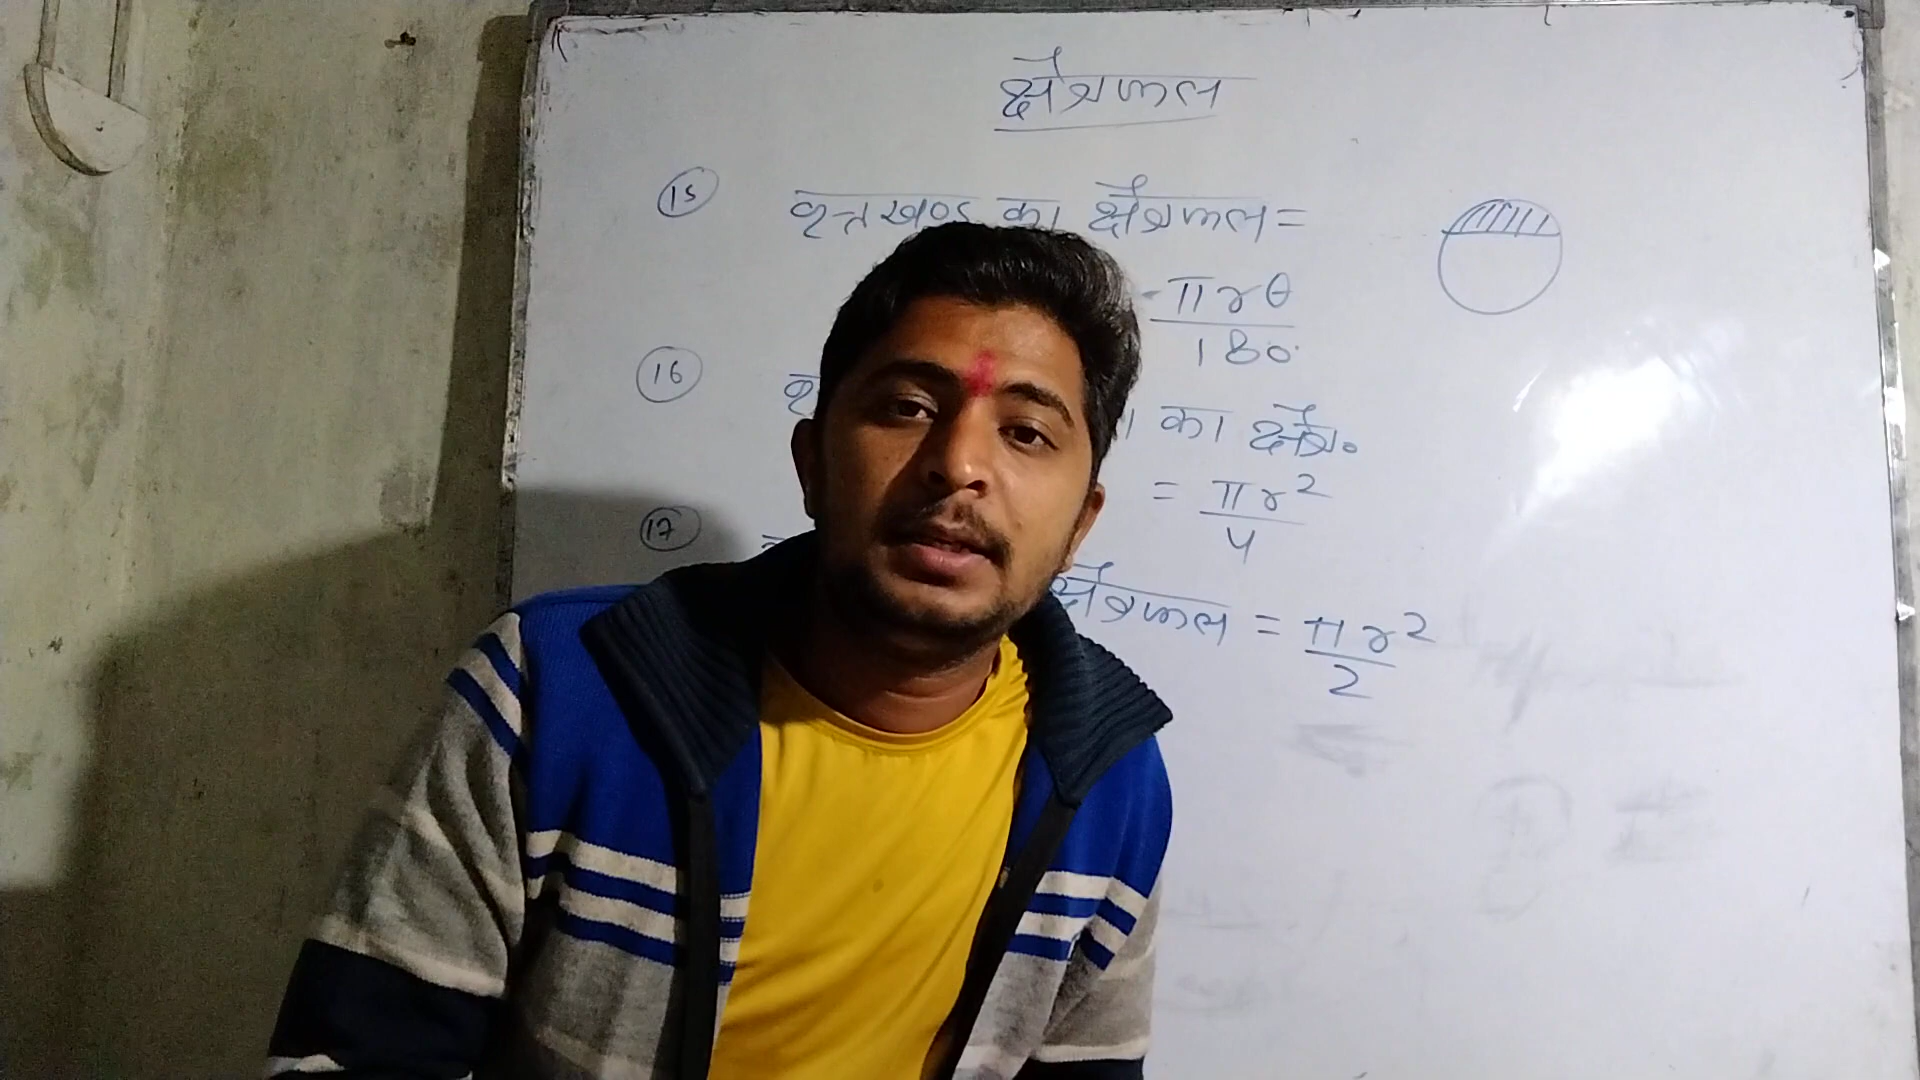 क्षेत्रफल
15 वृत्तखण्ड का क्षेत्रफल =
πrθ
180
16
का क्षेत्र॰
= πr²
4
17
क्षेत्रफल = πr²
2